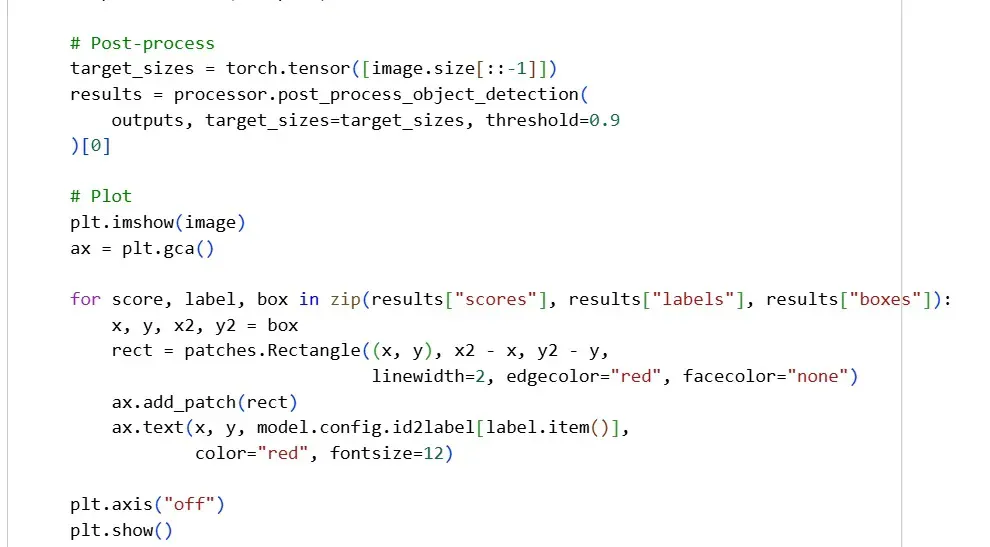 # Post-process
target_sizes = torch.tensor([image.size[::-1]])
results = processor.post_process_object_detection(
    outputs, target_sizes=target_sizes, threshold=0.9
)[0]

# Plot
plt.imshow(image)
ax = plt.gca()

for score, label, box in zip(results["scores"], results["labels"], results["boxes"]):
    x, y, x2, y2 = box
    rect = patches.Rectangle((x, y), x2 - x, y2 - y,
                             linewidth=2, edgecolor="red", facecolor="none")
    ax.add_patch(rect)
    ax.text(x, y, model.config.id2label[label.item()],
            color="red", fontsize=12)

plt.axis("off")
plt.show()